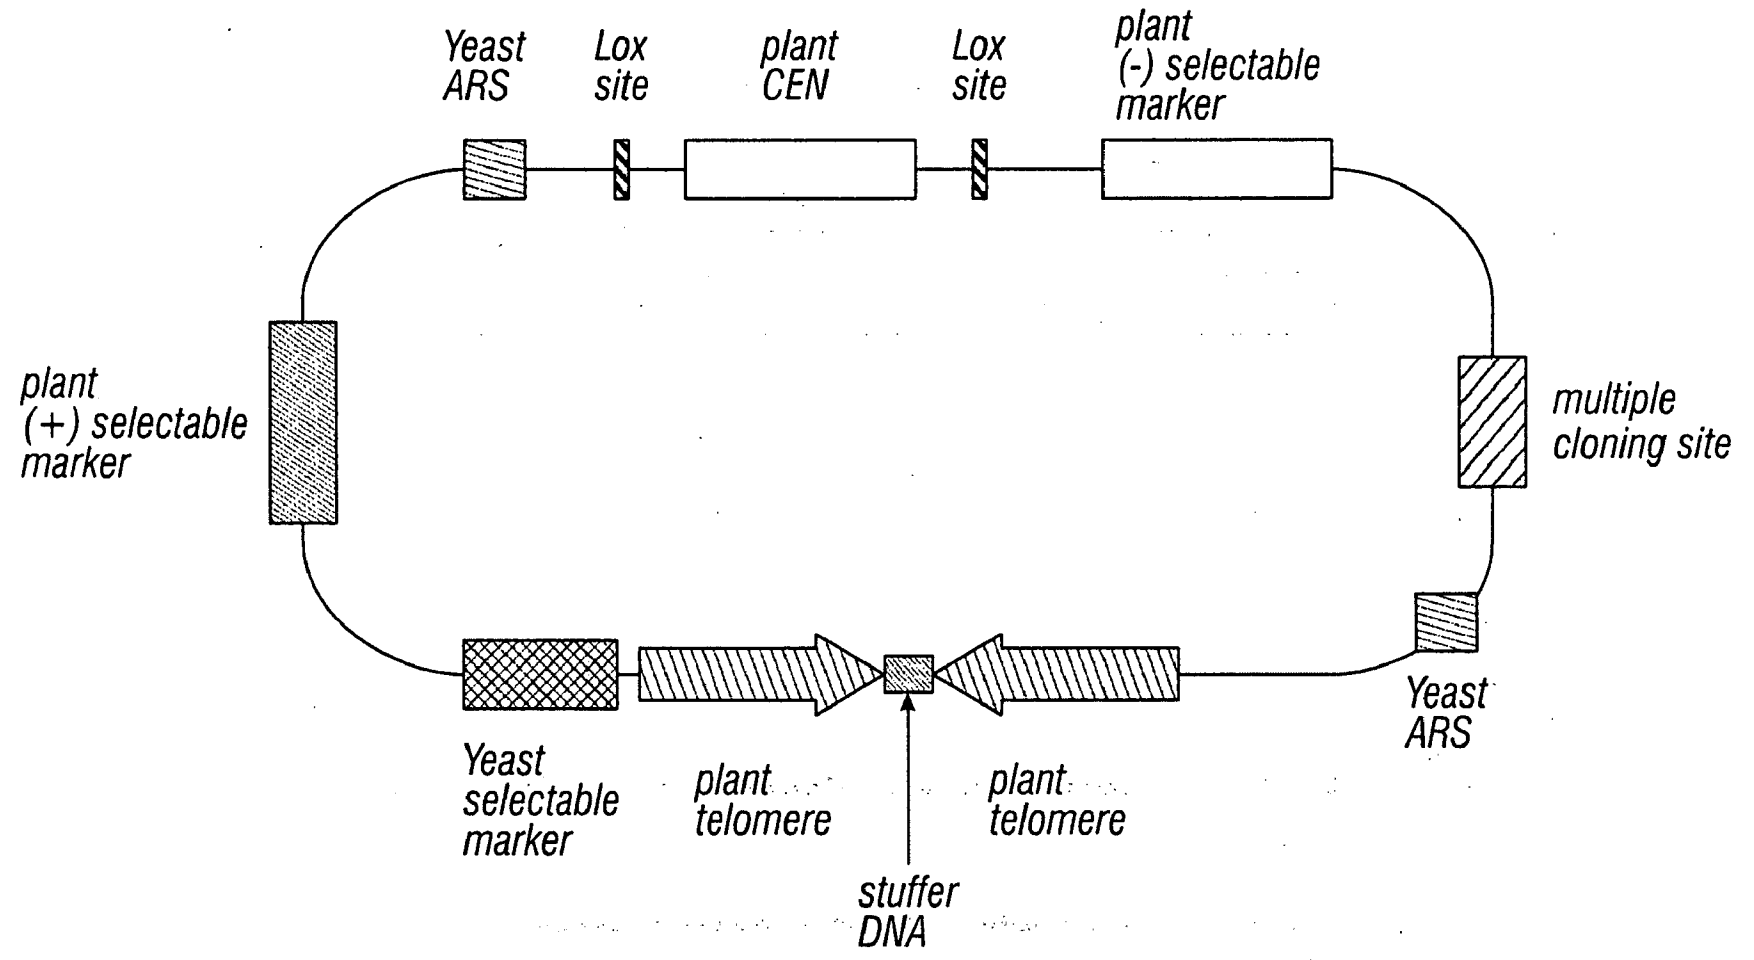 Yeast
ARS
Lox
site
plant
CEN
Lox
site
plant
(-) selectable
marker
plant
(+) selectable
marker
multiple
cloning site
Yeast
selectable
marker
plant
telomere
plant
telomere
Yeast
ARS
stuffer
DNA